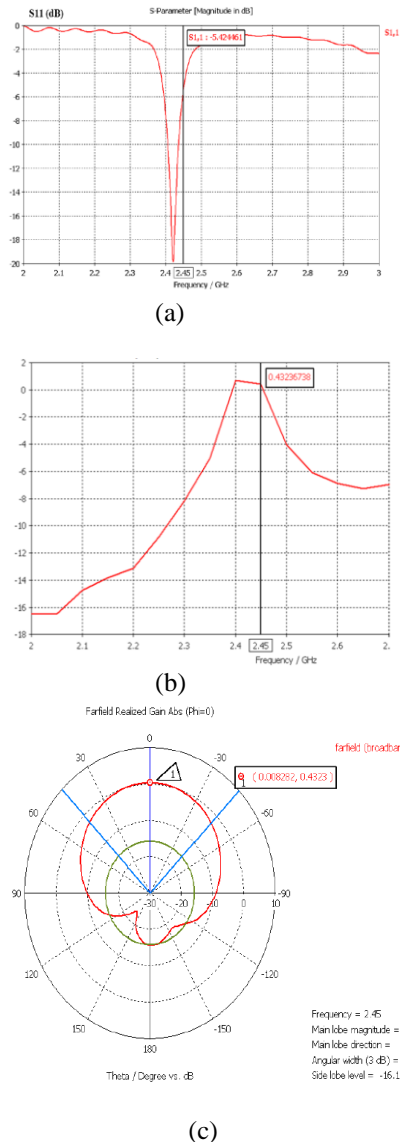 S11 (dB)
S-Parameter [Magnitude in dB]
S1,1 : -5.424461
S1,1
0
-2
-4
-6
-8
-10
-12
-14
-16
-18
-20
2 2.1 2.2 2.3 2.4 2.45 2.5 2.6 2.7 2.8 2.9 3
Frequency / GHz
(a)
2
0
-2
-4
-6
-8
-10
-12
-14
-16
-18
0.43236738
2 2.1 2.2 2.3 2.4 2.45 2.5 2.6 2.
Frequency / GHz
(b)
Farfield Realized Gain Abs (Phi=0)
farfield (broadbar
1 ( 0.008282, 0.4323 )
1
0
30 -30
60 -60
90 -30 -20 -10 0 10 -90
120 -120
150 -150
180
Frequency = 2.45
Main lobe magnitude =
Main lobe direction =
Angular width (3 dB) =
Side lobe level = -16.1
Theta / Degree vs. dB
(c)